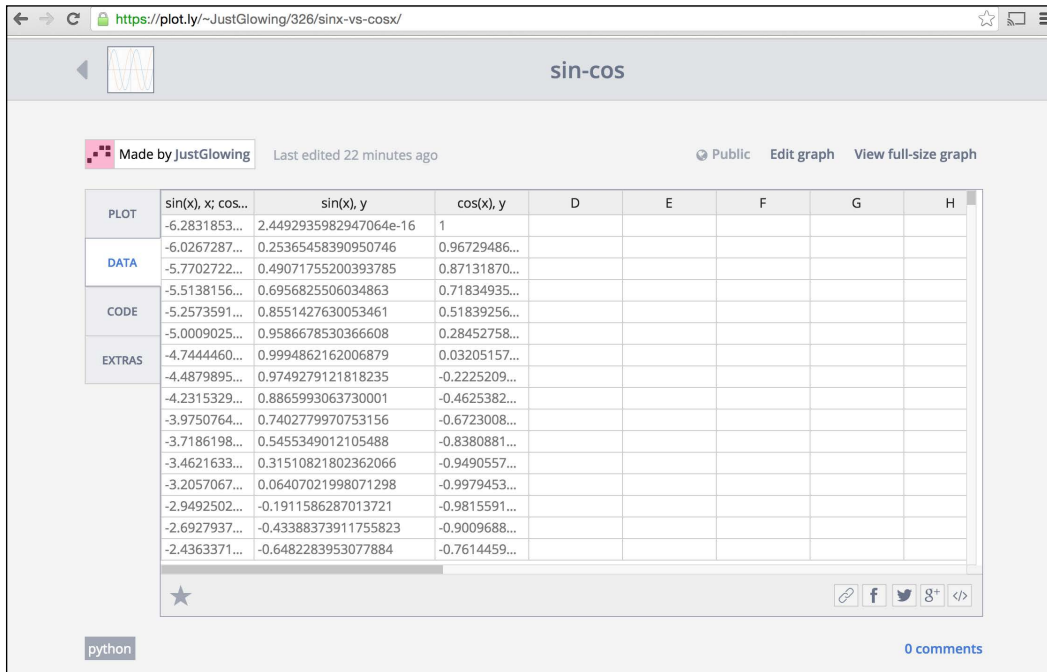 https://plot.ly/~JustGlowing/326/sinx-vs-cosx/
sin-cos
Made by JustGlowing Last edited 22 minutes ago Public Edit graph View full-size graph
PLOT
DATA
CODE
EXTRAS
sin(x), x; cos... sin(x), y cos(x), y D E F G H
-6.2831853... 2.4492935982947064e-16 1
-6.0267287... 0.25365458390950746 0.96729486...
-5.7702722... 0.49071755200393785 0.87131870...
-5.5138156... 0.6956825506034863 0.71834935...
-5.2573591... 0.8551427630053461 0.51839256...
-5.0009025... 0.9586678530366608 0.28452758...
-4.7444460... 0.9994862162006879 0.03205157...
-4.4879895... 0.9749279121818235 -0.2225209...
-4.2315329... 0.8865993063730001 -0.4625382...
-3.9750764... 0.7402779970753156 -0.6723008...
-3.7186198... 0.5455349012105488 -0.8380881...
-3.4621633... 0.31510821802362066 -0.9490557...
-3.2057067... 0.06407021998071298 -0.9979453...
-2.9492502... -0.1911586287013721 -0.9815591...
-2.6927937... -0.43388373911755823 -0.9009688...
-2.4363371... -0.6482283953077884 -0.7614459...
f g+ </>
python 0 comments